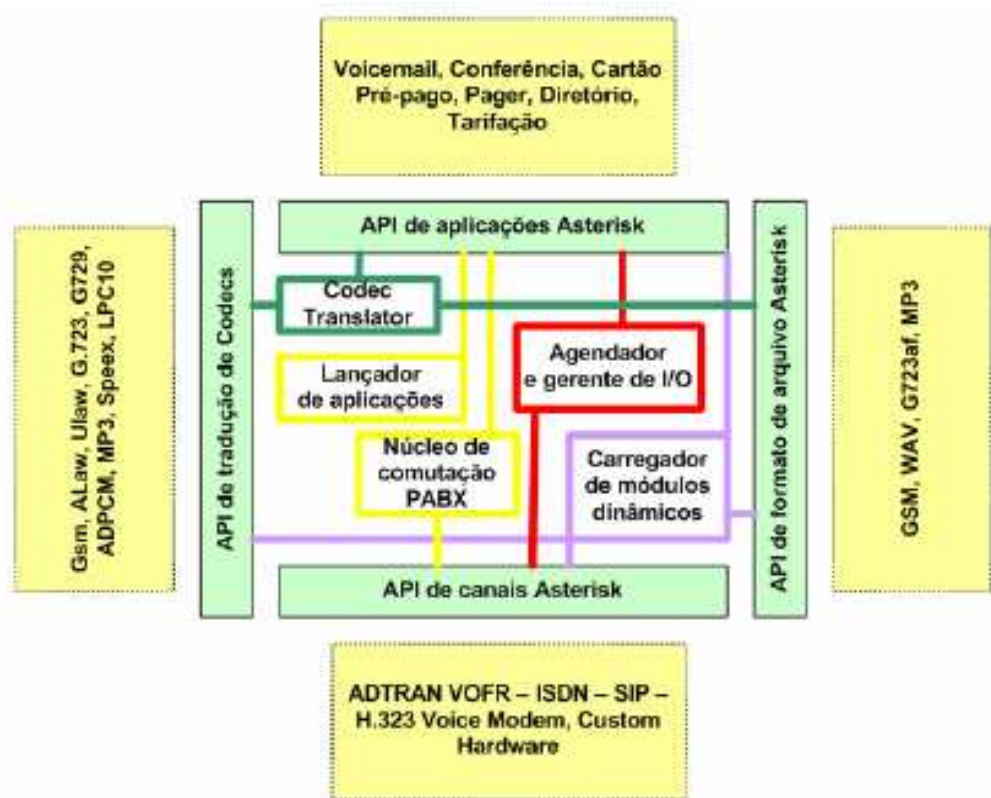 Voicemail, Conferência, Cartão
Pré-pago, Pager, Diretório,
Tarifação
API de aplicações Asterisk
Gsm, ALaw, Ulaw, G.723, G729,
ADPCM, MP3, Speex, LPC10
API de tradução de Codecs
Codec
Translator
Lançador
de aplicações
Agendador
e gerente de I/O
Núcleo de
comutação
PABX
Carregador
de módulos
dinâmicos
API de formato de arquivo Asterisk
GSM, WAV, G723af, MP3
API de canais Asterisk
ADTRAN VOFR – ISDN – SIP –
H.323 Voice Modem, Custom
Hardware